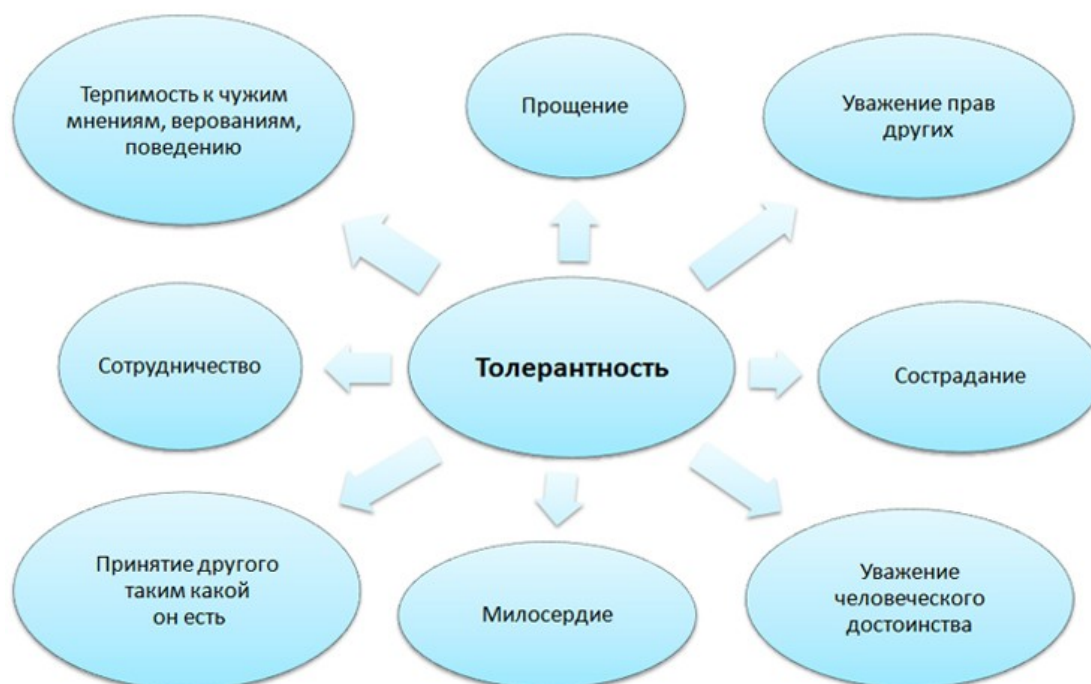 Терпимость к чужим
мнениям, верованиям,
поведению
Прощение
Уважение прав
других
Сотрудничество
Толерантность
Сострадание
Принятие другого
таким какой
он есть
Милосердие
Уважение
человеческого
достоинства